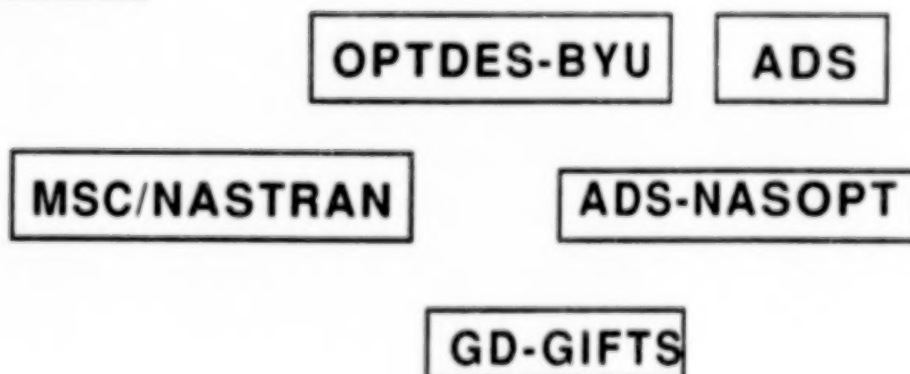 OPTDES-BYU ADS
MSC/NASTRAN ADS-NASOPT
GD-GIFTS